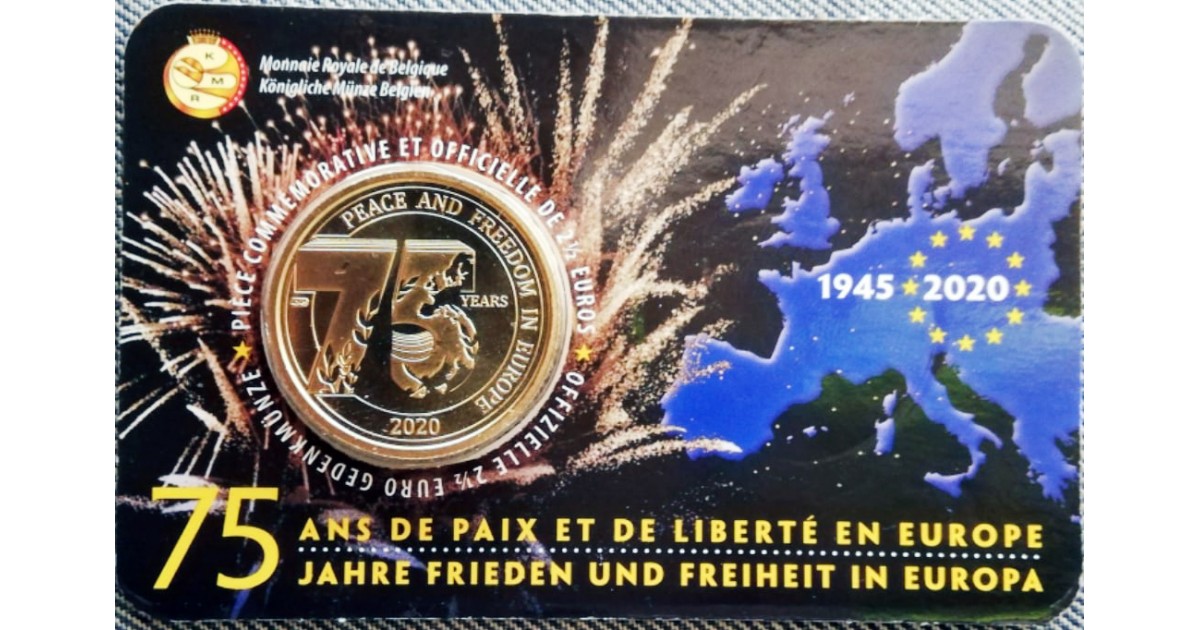 K
M
R
Monnaie Royale de Belgique
Königliche Münze Belgien
PIÈCE COMMEMORATIVE ET OFFICIELLE DE 2½ EUROS
OFFIZIELLE 2½ EURO GEDENKMÜNZE
PEACE AND FREEDOM IN EUROPE
75
YEARS
2020
1945 2020
75
ANS DE PAIX ET DE LIBERTÉ EN EUROPE
JAHRE FRIEDEN UND FREIHEIT IN EUROPA